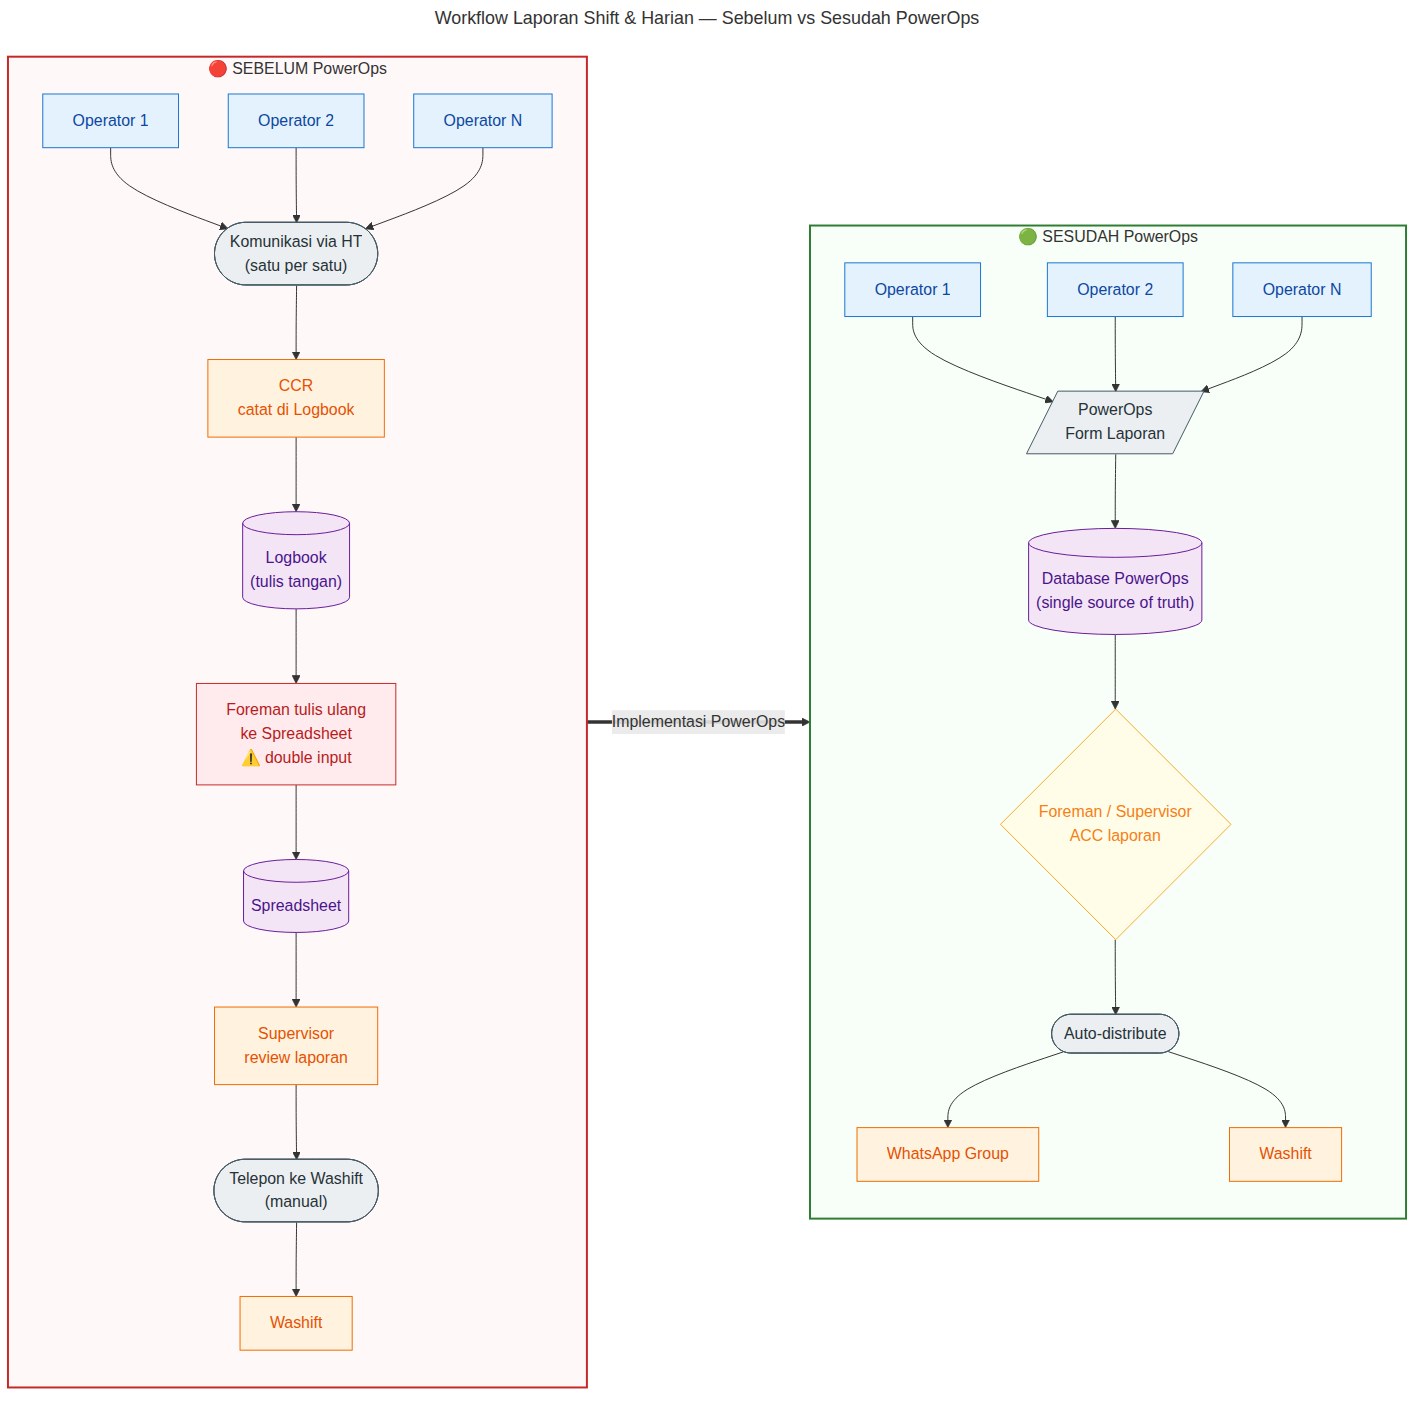 Workflow Laporan Shift & Harian — Sebelum vs Sesudah PowerOps
🔴 SEBELUM PowerOps
Operator 1
Operator 2
Operator N
Komunikasi via HT
(satu per satu)
CCR
catat di Logbook
Logbook
(tulis tangan)
Foreman tulis ulang
ke Spreadsheet
⚠️ double input
Spreadsheet
Supervisor
review laporan
Telepon ke Washift
(manual)
Washift
Implementasi PowerOps
🟢 SESUDAH PowerOps
Operator 1
Operator 2
Operator N
PowerOps
Form Laporan
Database PowerOps
(single source of truth)
Foreman / Supervisor
ACC laporan
Auto-distribute
WhatsApp Group
Washift